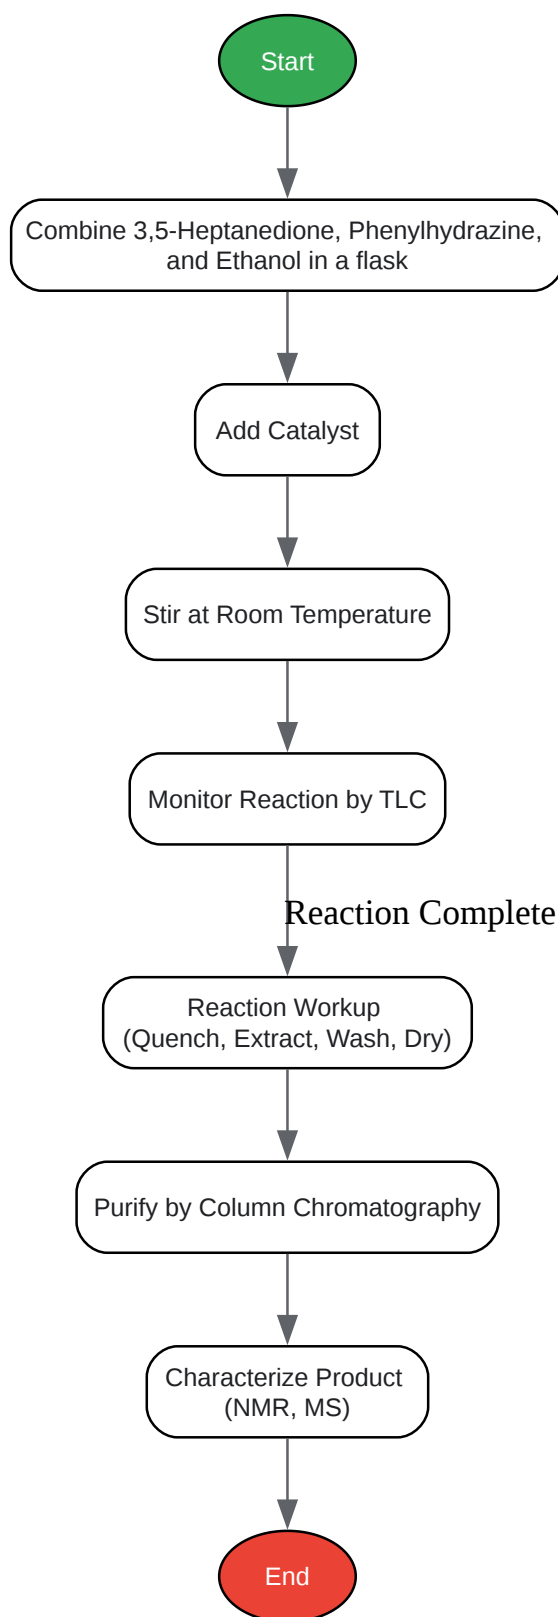 Start
Combine 3,5-Heptanedione, Phenylhydrazine,
and Ethanol in a flask
Add Catalyst
Stir at Room Temperature
Monitor Reaction by TLC
Reaction Complete
Reaction Workup
(Quench, Extract, Wash, Dry)
Purify by Column Chromatography
Characterize Product
(NMR, MS)
End